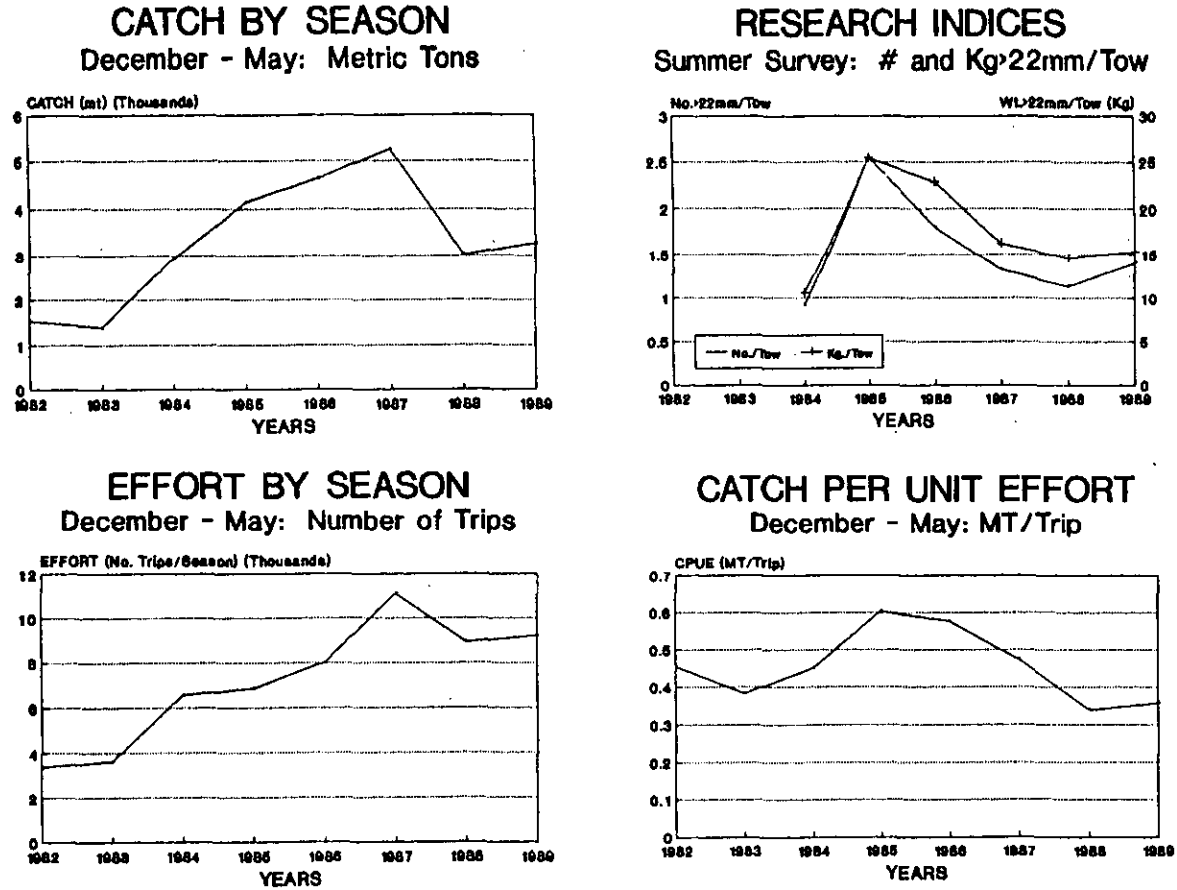 CATCH BY SEASON
December - May: Metric Tons
CATCH (mt) (Thousands)
6
5
4
3
2
1
0
1982 1983 1984 1985 1986 1987 1988 1989
YEARS
RESEARCH INDICES
Summer Survey: # and Kg>22mm/Tow
No.>22mm/Tow Wt.>22mm/Tow (Kg)
3 30
2.5 25
2 20
1.5 15
1 10
0.5 5
0 0
No./Tow Kg./Tow
1982 1983 1984 1985 1986 1987 1988 1989
YEARS
EFFORT BY SEASON
December - May: Number of Trips
EFFORT (No. Trips/Season) (Thousands)
12
10
8
6
4
2
0
1982 1983 1984 1985 1986 1987 1988 1989
YEARS
CATCH PER UNIT EFFORT
December - May: MT/Trip
CPUE (MT/Trip)
0.7
0.6
0.5
0.4
0.3
0.2
0.1
0
1982 1983 1984 1985 1986 1987 1988 1989
YEARS